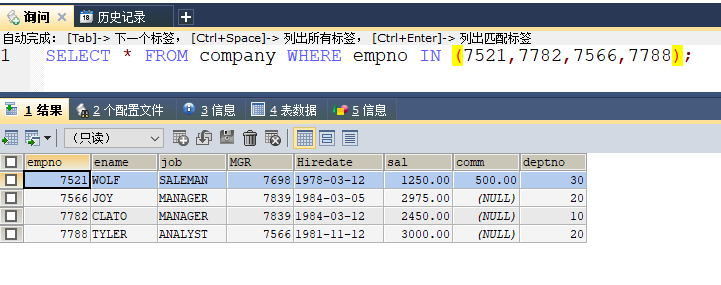 询问 历史记录
自动完成： [Tab]-> 下一个标签， [Ctrl+Space]-> 列出所有标签， [Ctrl+Enter]-> 列出匹配标签
1 SELECT * FROM company WHERE empno IN (7521,7782,7566,7788);
1 结果 2 个配置文件 3 信息 4 表数据 5 信息
（只读）
empno ename job MGR Hiredate sal comm deptno
7521 WOLF SALEMAN 7698 1978-03-12 1250.00 500.00 30
7566 JOY MANAGER 7839 1984-03-05 2975.00 (NULL) 20
7782 CLATO MANAGER 7839 1984-03-12 2450.00 (NULL) 10
7788 TYLER ANALYST 7566 1981-11-12 3000.00 (NULL) 20